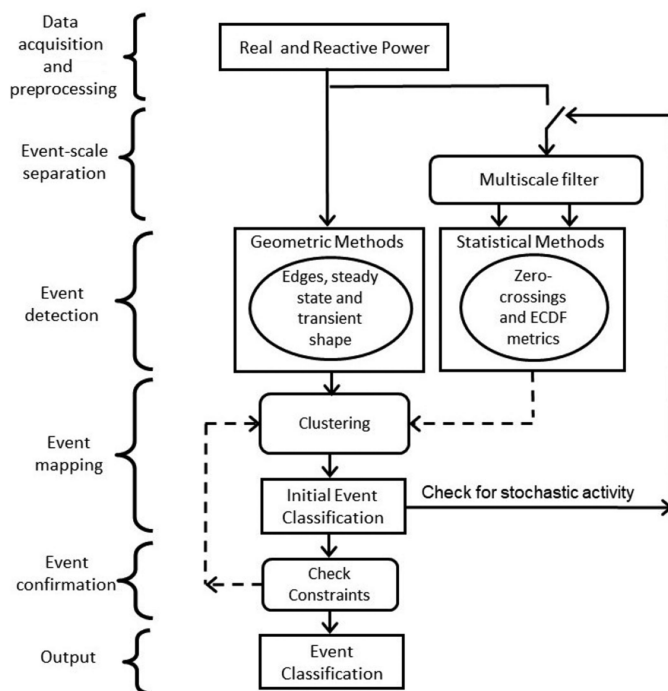 Data
acquisition
and
preprocessing
Real and Reactive Power
Event-scale
separation
Multiscale filter
Event
detection
Geometric Methods
Edges, steady
state and
transient
shape
Statistical Methods
Zero-
crossings
and ECDF
metrics
Event
mapping
Clustering
Initial Event
Classification
Check for stochastic activity
Event
confirmation
Check
Constraints
Output
Event
Classification